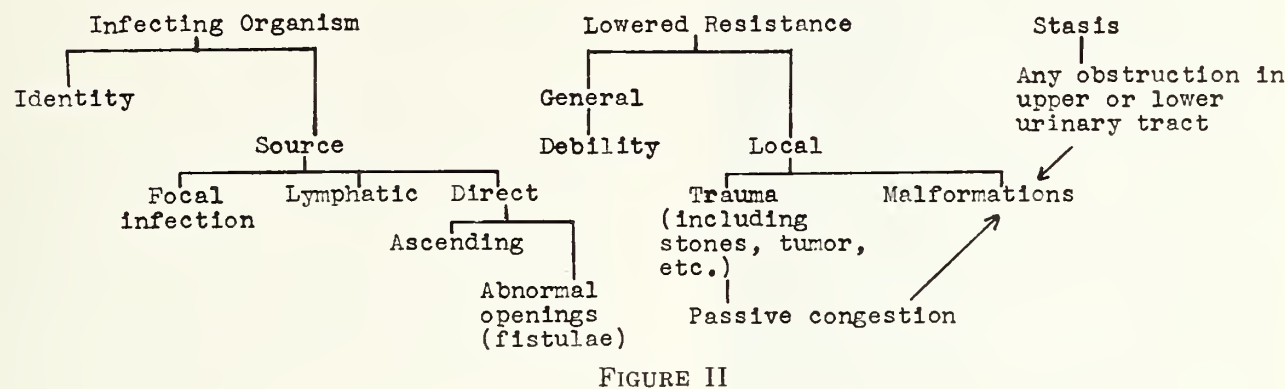 Infecting Organism
Identity
Source
Focal
infection
Lymphatic
Direct
Ascending
Abnormal
openings
(fistulae)
Lowered Resistance
General
Debility
Local
Trauma
(including
stones, tumor,
etc.)
Passive congestion
Malformations
Stasis
Any obstruction in
upper or lower
urinary tract
FIGURE II